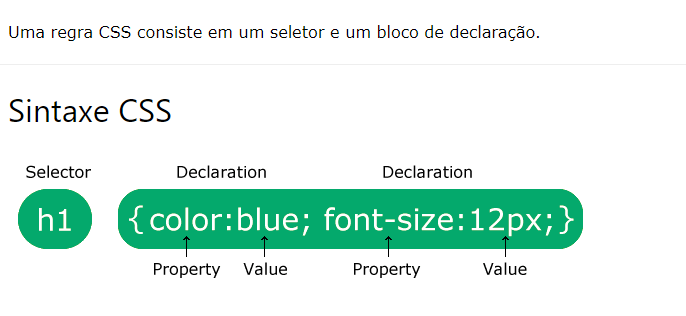 Uma regra CSS consiste em um seletor e um bloco de declaração.
Sintaxe CSS
Selector Declaration Declaration
h1 {color:blue; font-size:12px;}
Property Value Property Value